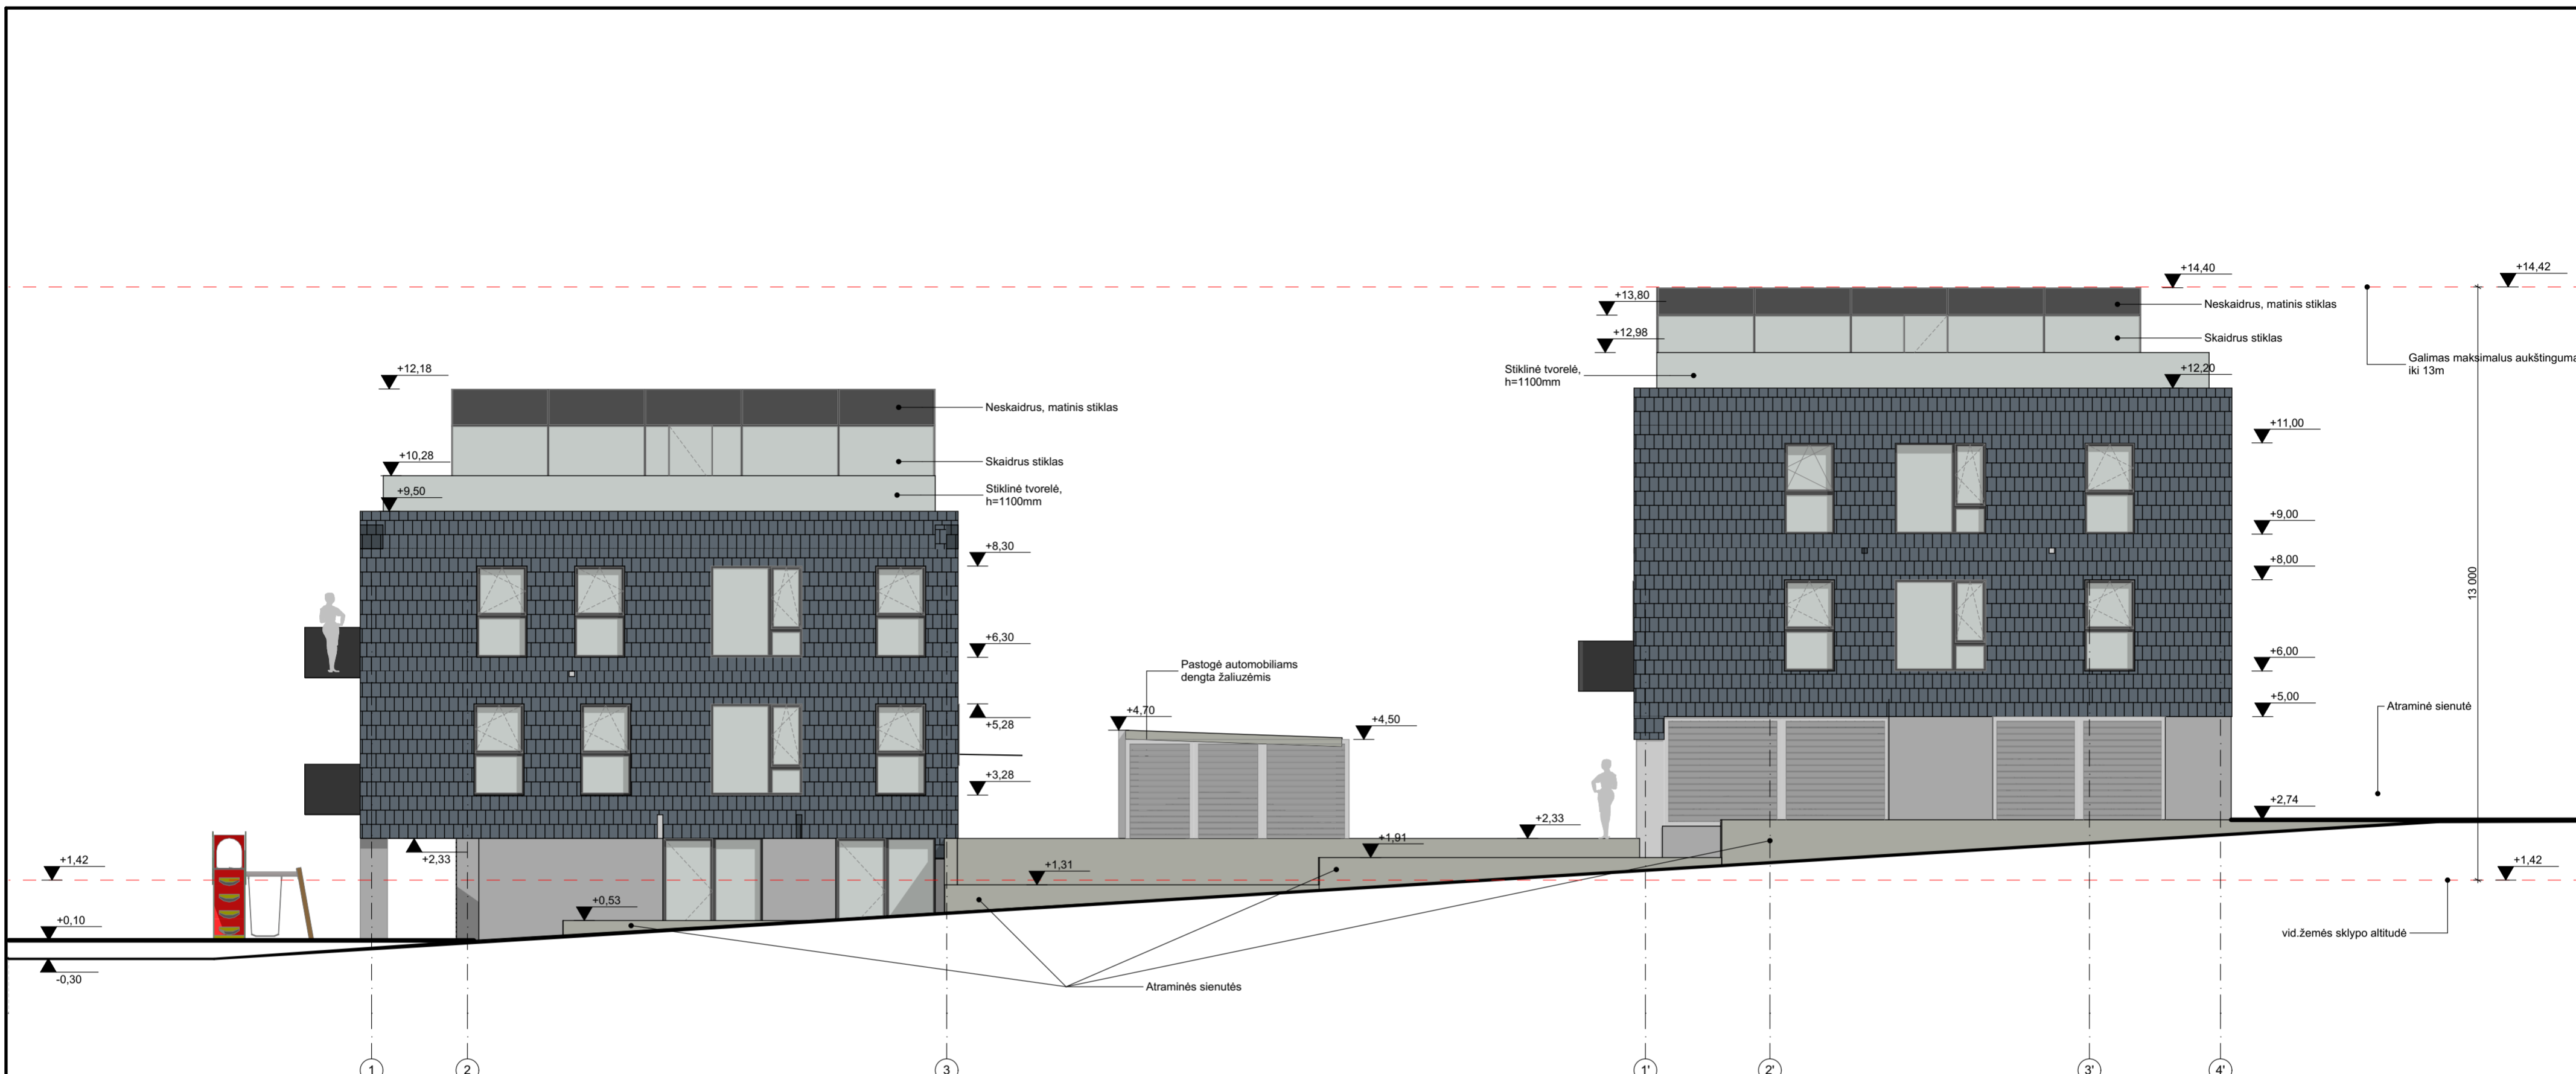 +14,40
+14,42
+13,80
Neskaidrus, matinis stiklas
+12,98
Skaidrus stiklas
Galimas maksimalus aukštinguma
iki 13m
Stiklinė tvorelė,
h=1100mm
+12,20
+12,18
Neskaidrus, matinis stiklas
+11,00
+10,28
Skaidrus stiklas
+9,50
Stiklinė tvorelė,
h=1100mm
+9,00
+8,30
+8,00
13 000
+6,30
+6,00
Pastogė automobiliams
dengta žaliuzėmis
+5,00
Atraminė sienutė
+4,70
+5,28
+4,50
+3,28
+2,74
+2,33
+1,91
+2,33
+1,42
+1,31
+1,42
+0,53
+0,10
vid.žemės sklypo altitudė
-0,30
Atraminės sienutės
1
2
3
1'
2'
3'
4'